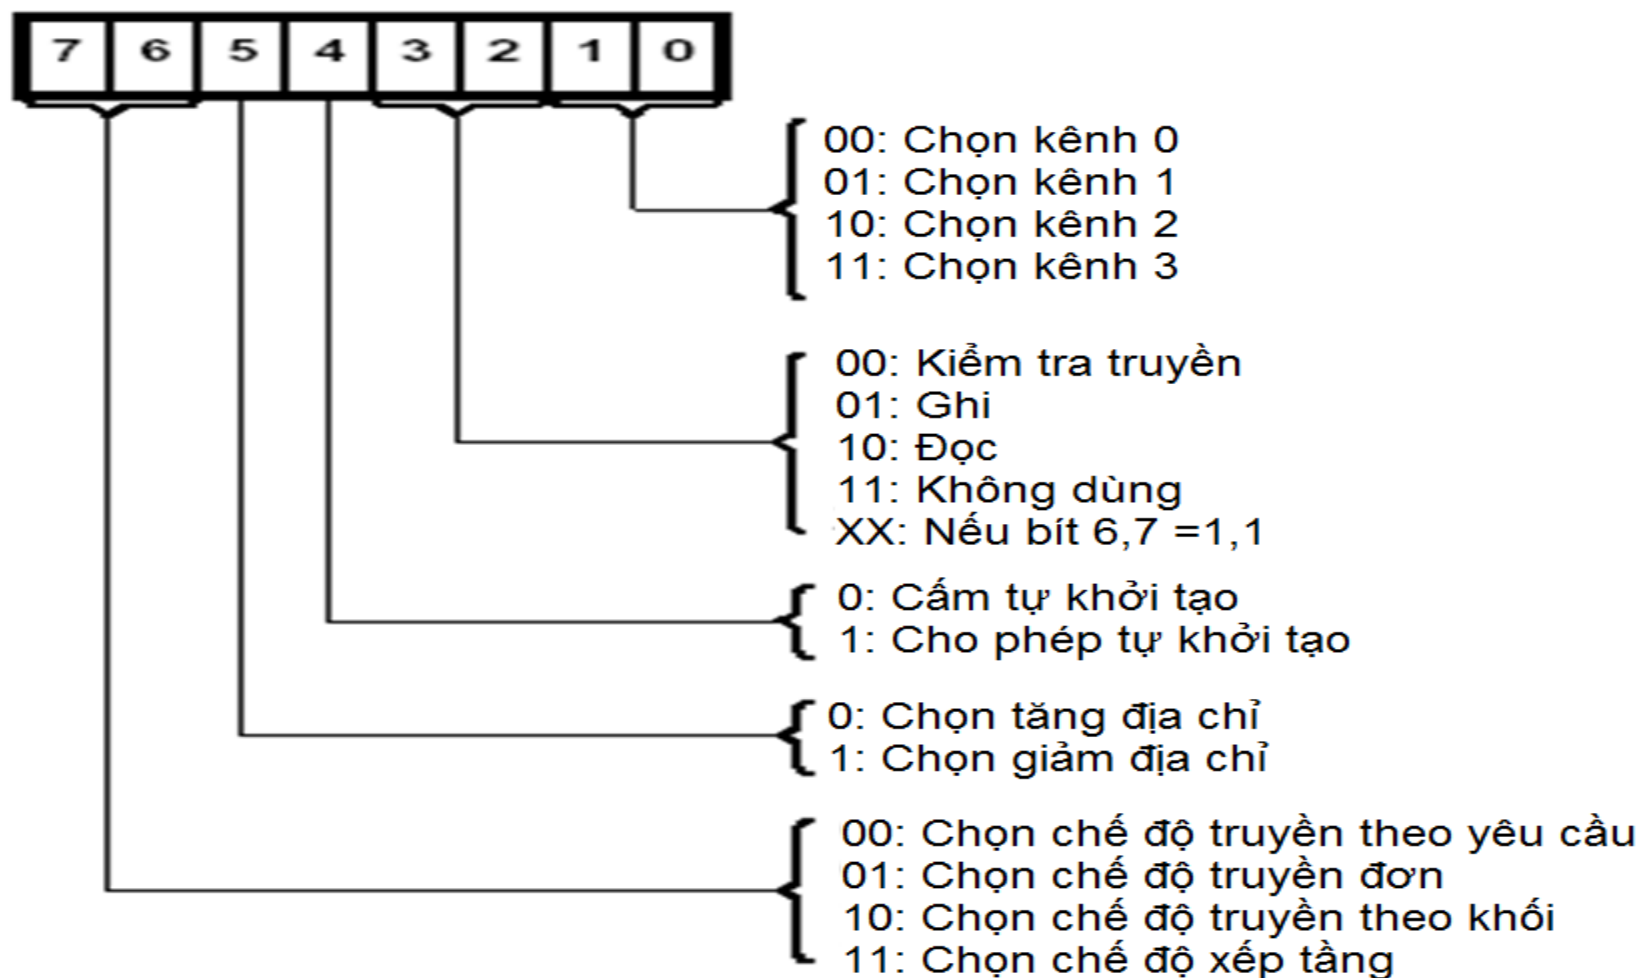 7 6 5 4 3 2 1 0
00: Chọn kênh 0
01: Chọn kênh 1
10: Chọn kênh 2
11: Chọn kênh 3
00: Kiểm tra truyền
01: Ghi
10: Đọc
11: Không dùng
XX: Nếu bít 6,7 =1,1
0: Cấm tự khởi tạo
1: Cho phép tự khởi tạo
0: Chọn tăng địa chỉ
1: Chọn giảm địa chỉ
00: Chọn chế độ truyền theo yêu cầu
01: Chọn chế độ truyền đơn
10: Chọn chế độ truyền theo khối
11: Chọn chế độ xếp tầng